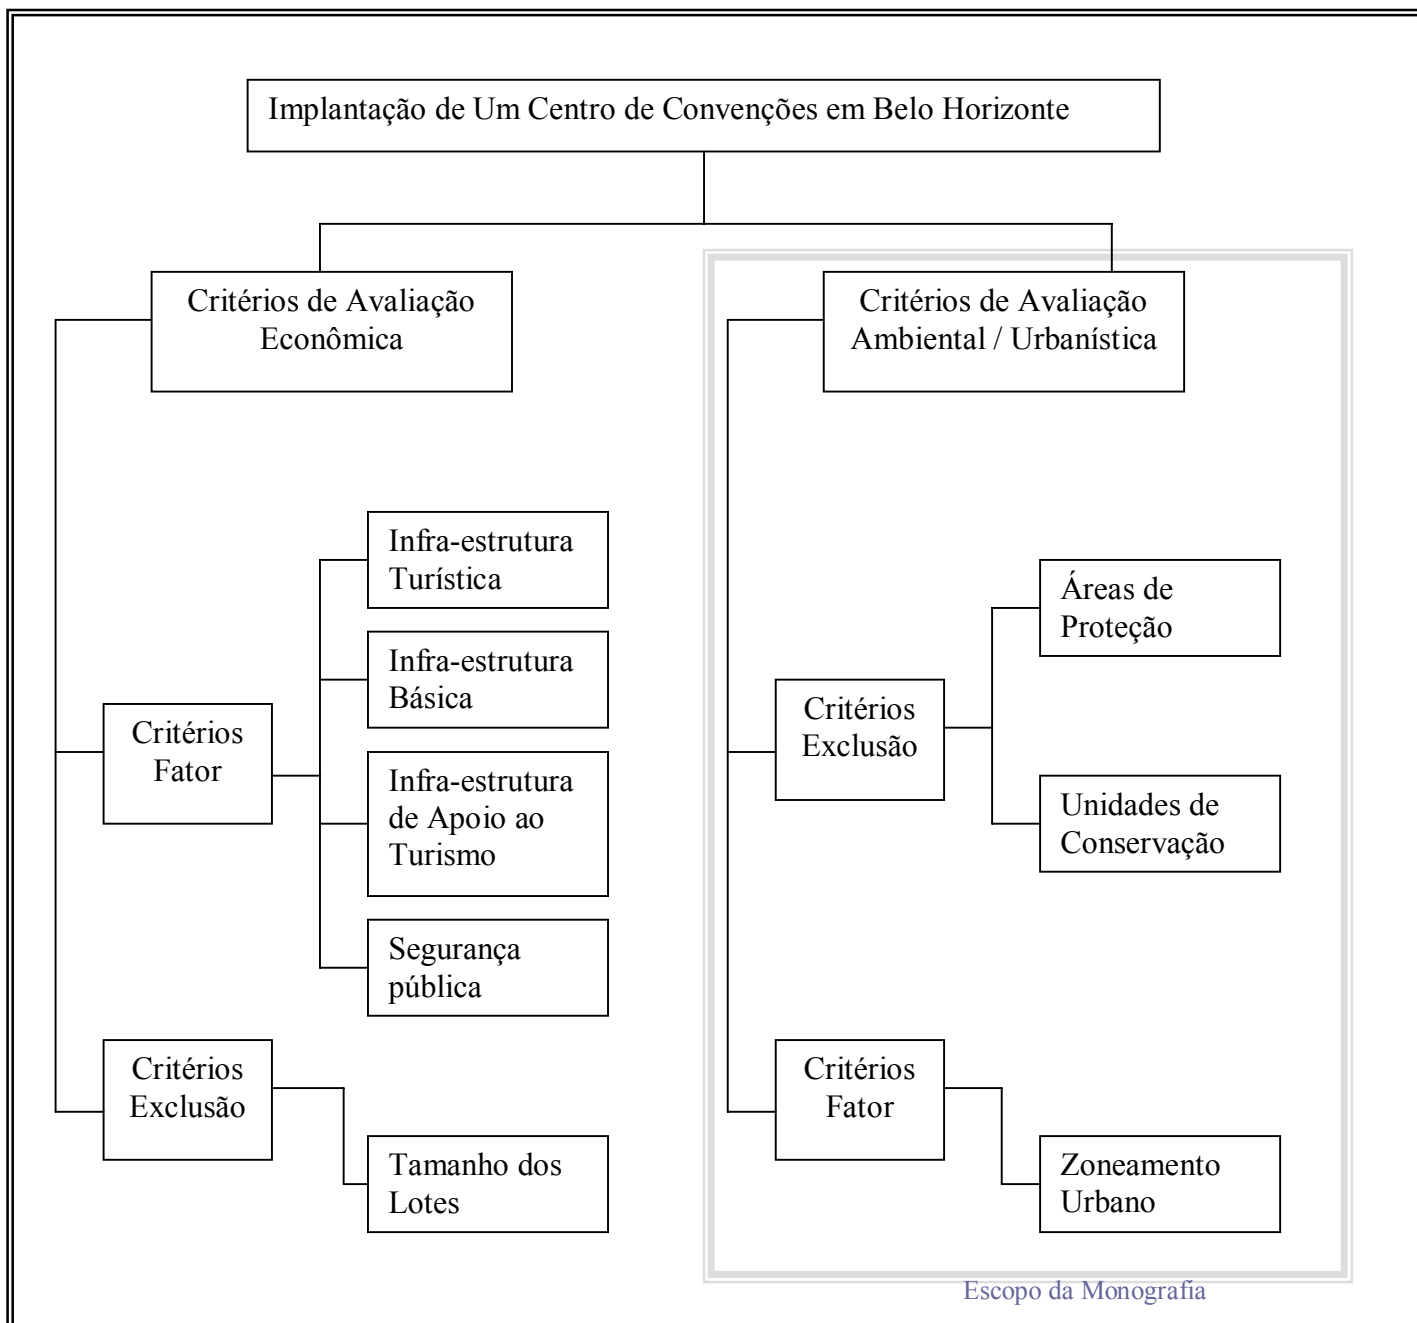 Implantação de Um Centro de Convenções em Belo Horizonte
Critérios de Avaliação
Econômica
Critérios Fator
Infra-estrutura
Turística
Infra-estrutura
Básica
Infra-estrutura
de Apoio ao
Turismo
Segurança
pública
Critérios
Exclusão
Tamanho dos
Lotes
Critérios de Avaliação
Ambiental / Urbanística
Critérios
Exclusão
Áreas de
Proteção
Unidades de
Conservação
Critérios
Fator
Zoneamento
Urbano
Escopo da Monografia